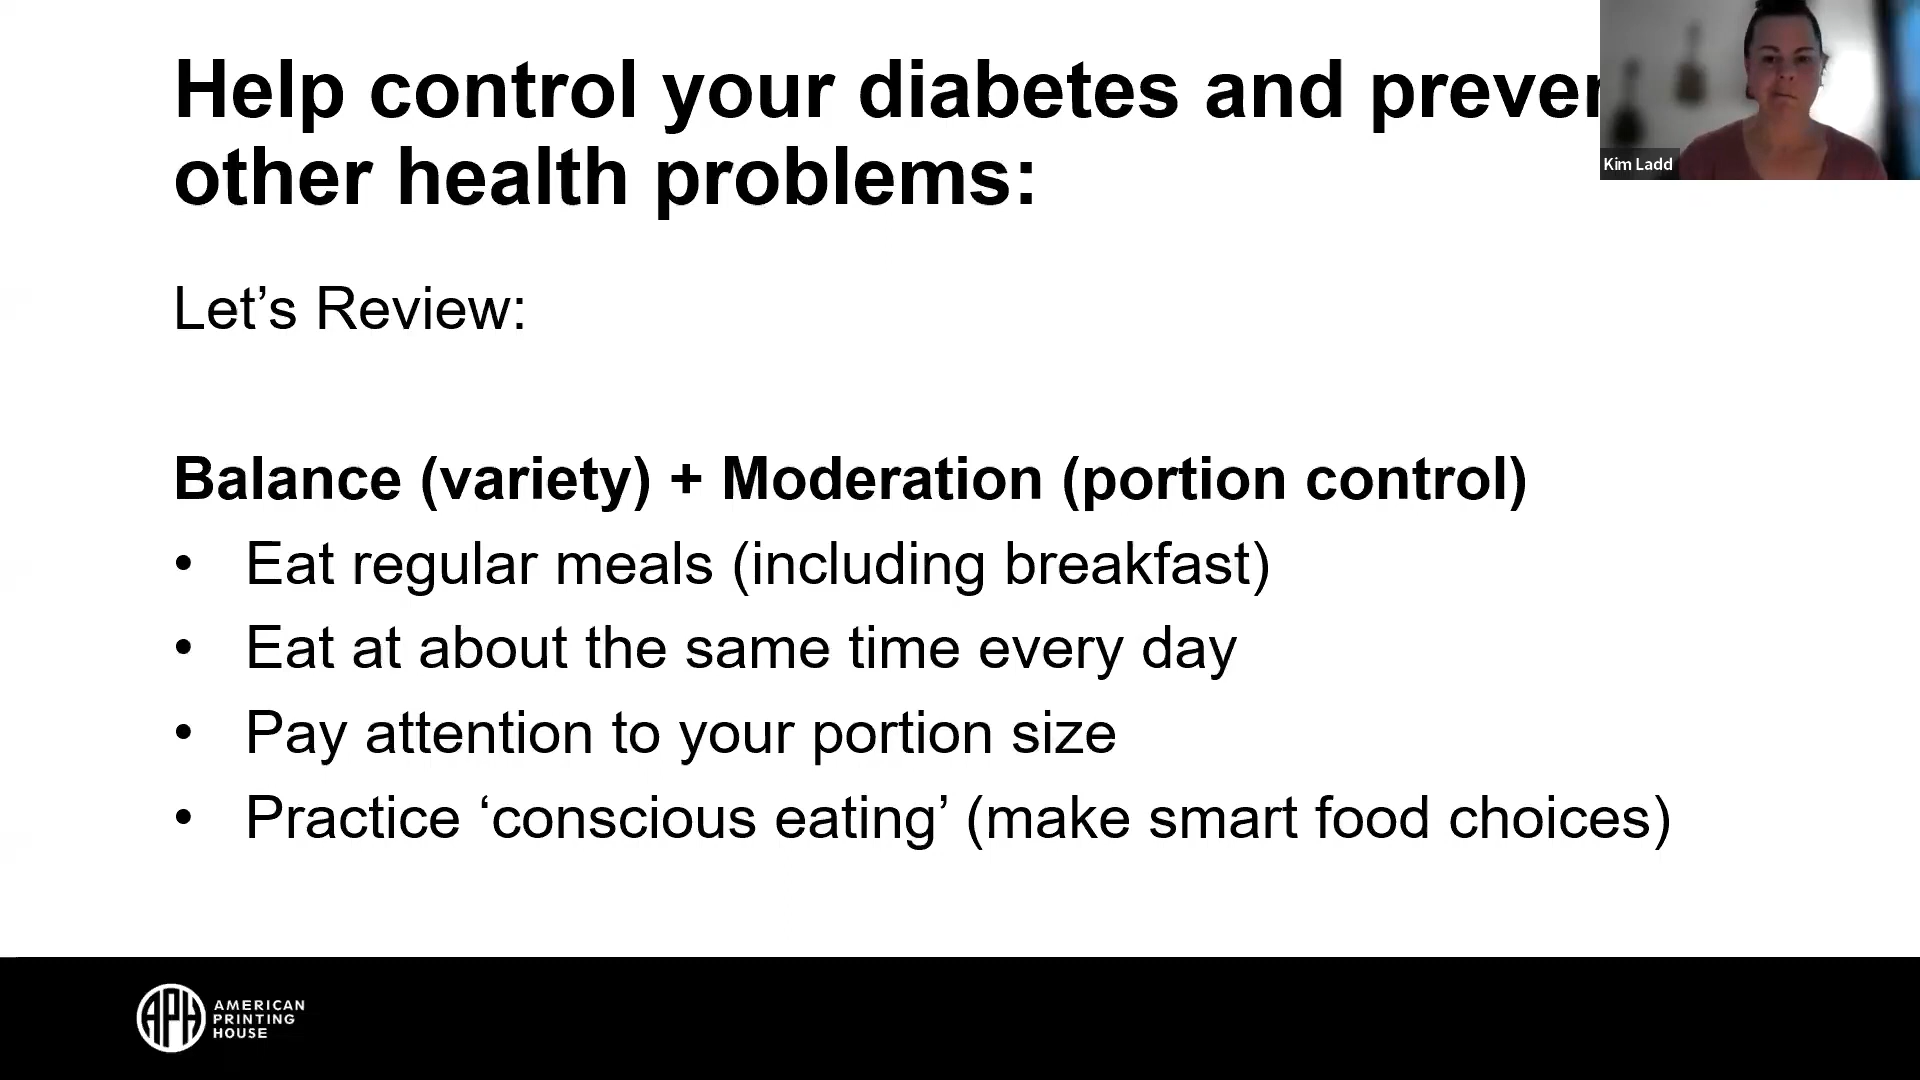 Help control your diabetes and
other health problems:
Kim Ladd
Let’s Review:
Balance (variety) + Moderation (portion control)
• Eat regular meals (including breakfast)
• Eat at about the same time every day
• Pay attention to your portion size
• Practice ‘conscious eating’ (make smart food choices)
APH
AMERICAN
PRINTING
HOUSE